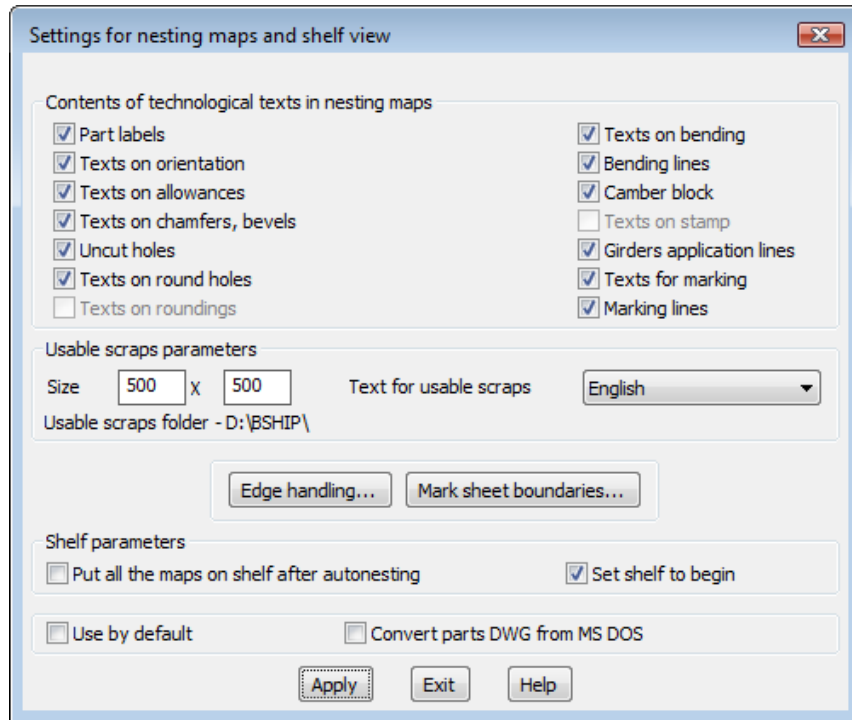 Settings for nesting maps and shelf view
Contents of technological texts in nesting maps
Part labels
Texts on bending
Texts on orientation
Bending lines
Texts on allowances
Camber block
Texts on chamfers, bevels
Texts on stamp
Uncut holes
Girders application lines
Texts on round holes
Texts for marking
Texts on roundings
Marking lines
Usable scraps parameters
Size 500 X 500 Text for usable scraps English
Usable scraps folder - D:\BSHIP\
Edge handling... Mark sheet boundaries...
Shelf parameters
Put all the maps on shelf after autonesting Set shelf to begin
Use by default Convert parts DWG from MS DOS
Apply Exit Help